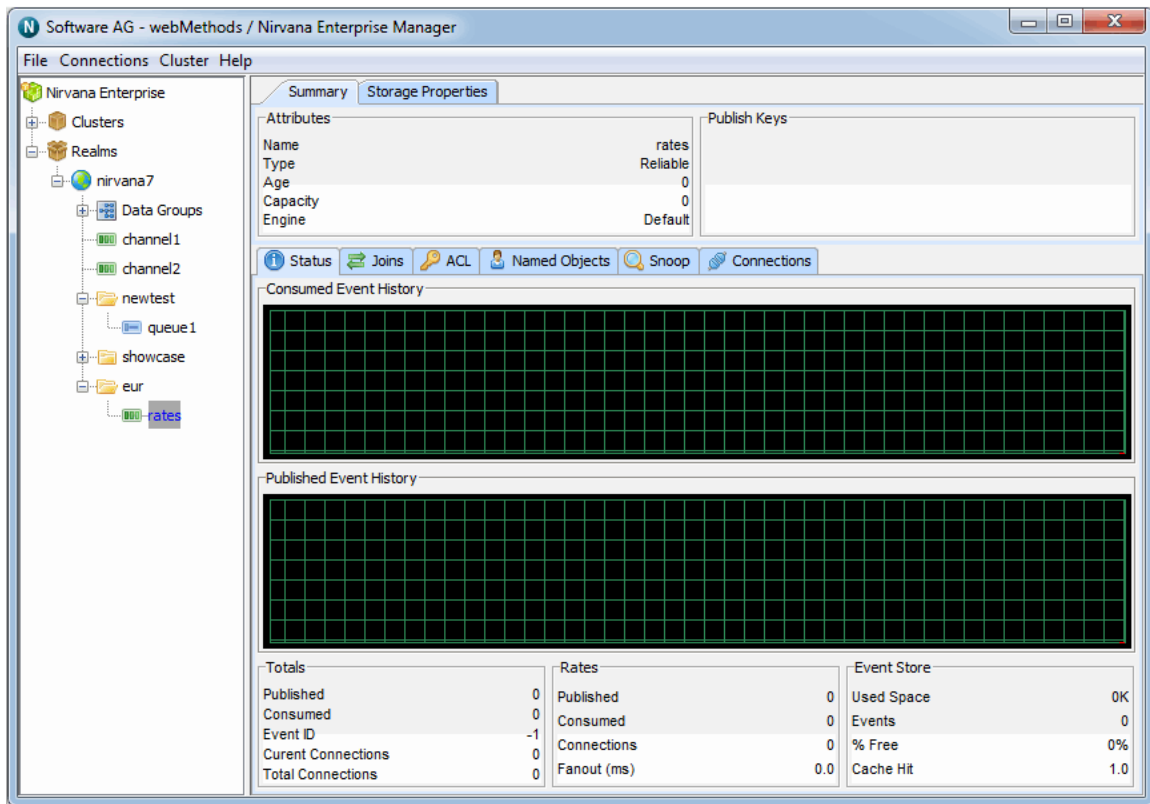 Software AG - webMethods / Nirvana Enterprise Manager
File Connections Cluster Help
Nirvana Enterprise
Clusters
Realms
nirvana7
Data Groups
channel1
channel2
newtest
queue1
showcase
eur
rates
Summary Storage Properties
Attributes
Name rates
Type Reliable
Age 0
Capacity 0
Engine Default
Publish Keys
Status Joins ACL Named Objects Snoop Connections
Consumed Event History
Published Event History
Totals
Published 0
Consumed 0
Event ID -1
Curent Connections 0
Total Connections 0
Rates
Published 0
Consumed 0
Connections 0
Fanout (ms) 0.0
Event Store
Used Space 0K
Events 0
% Free 0%
Cache Hit 1.0